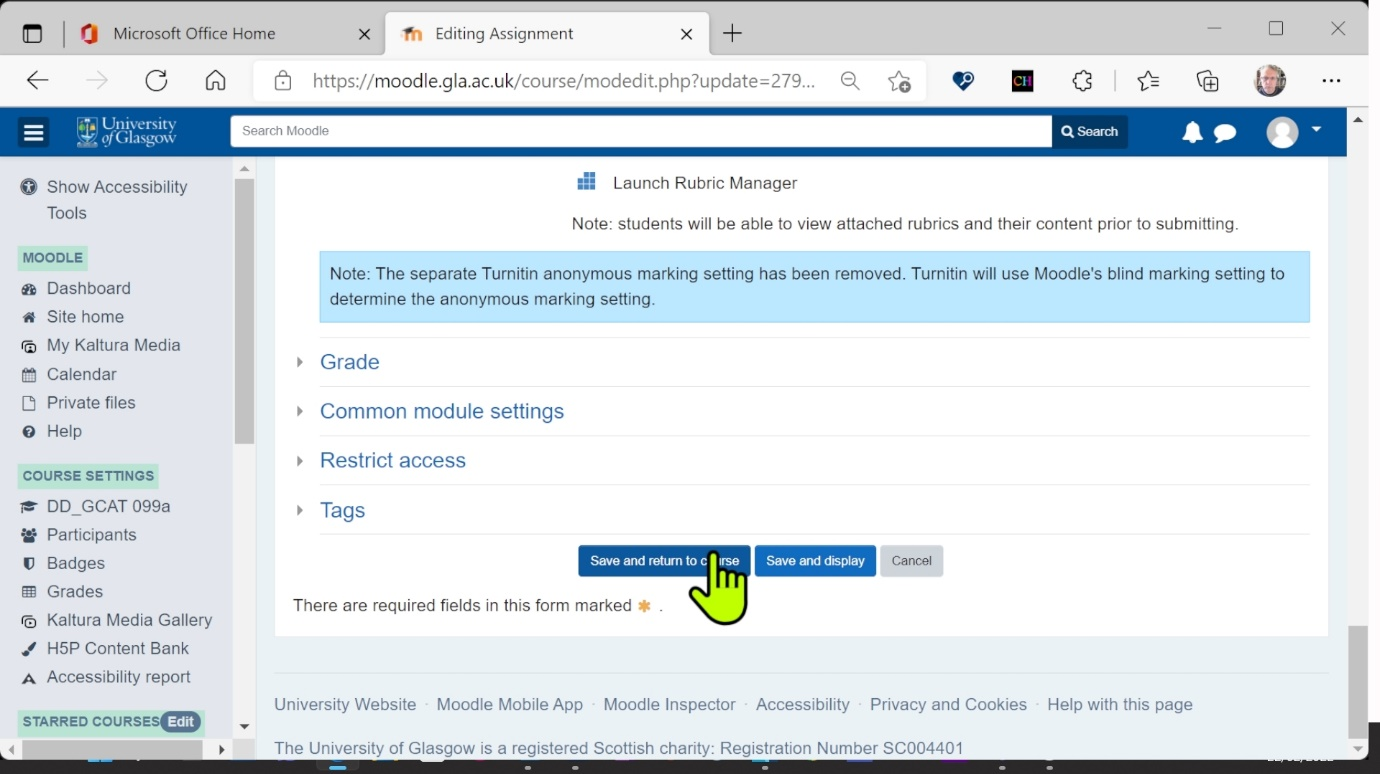 Microsoft Office Home
Editing Assignment
https://moodle.gla.ac.uk/course/modedit.php?update=279...
CH
University of Glasgow
Search Moodle
Search
Show Accessibility
Tools
MOODLE
Dashboard
Site home
My Kaltura Media
Calendar
Private files
Help
COURSE SETTINGS
DD_GCAT 099a
Participants
Badges
Grades
Kaltura Media Gallery
H5P Content Bank
Accessibility report
STARRED COURSES Edit
Launch Rubric Manager
Note: students will be able to view attached rubrics and their content prior to submitting.
Note: The separate Turnitin anonymous marking setting has been removed. Turnitin will use Moodle's blind marking setting to
determine the anonymous marking setting.
Grade
Common module settings
Restrict access
Tags
Save and return to course
Save and display
Cancel
There are required fields in this form marked * .
University Website · Moodle Mobile App · Moodle Inspector · Accessibility · Privacy and Cookies · Help with this page
The University of Glasgow is a registered Scottish charity: Registration Number SC004401